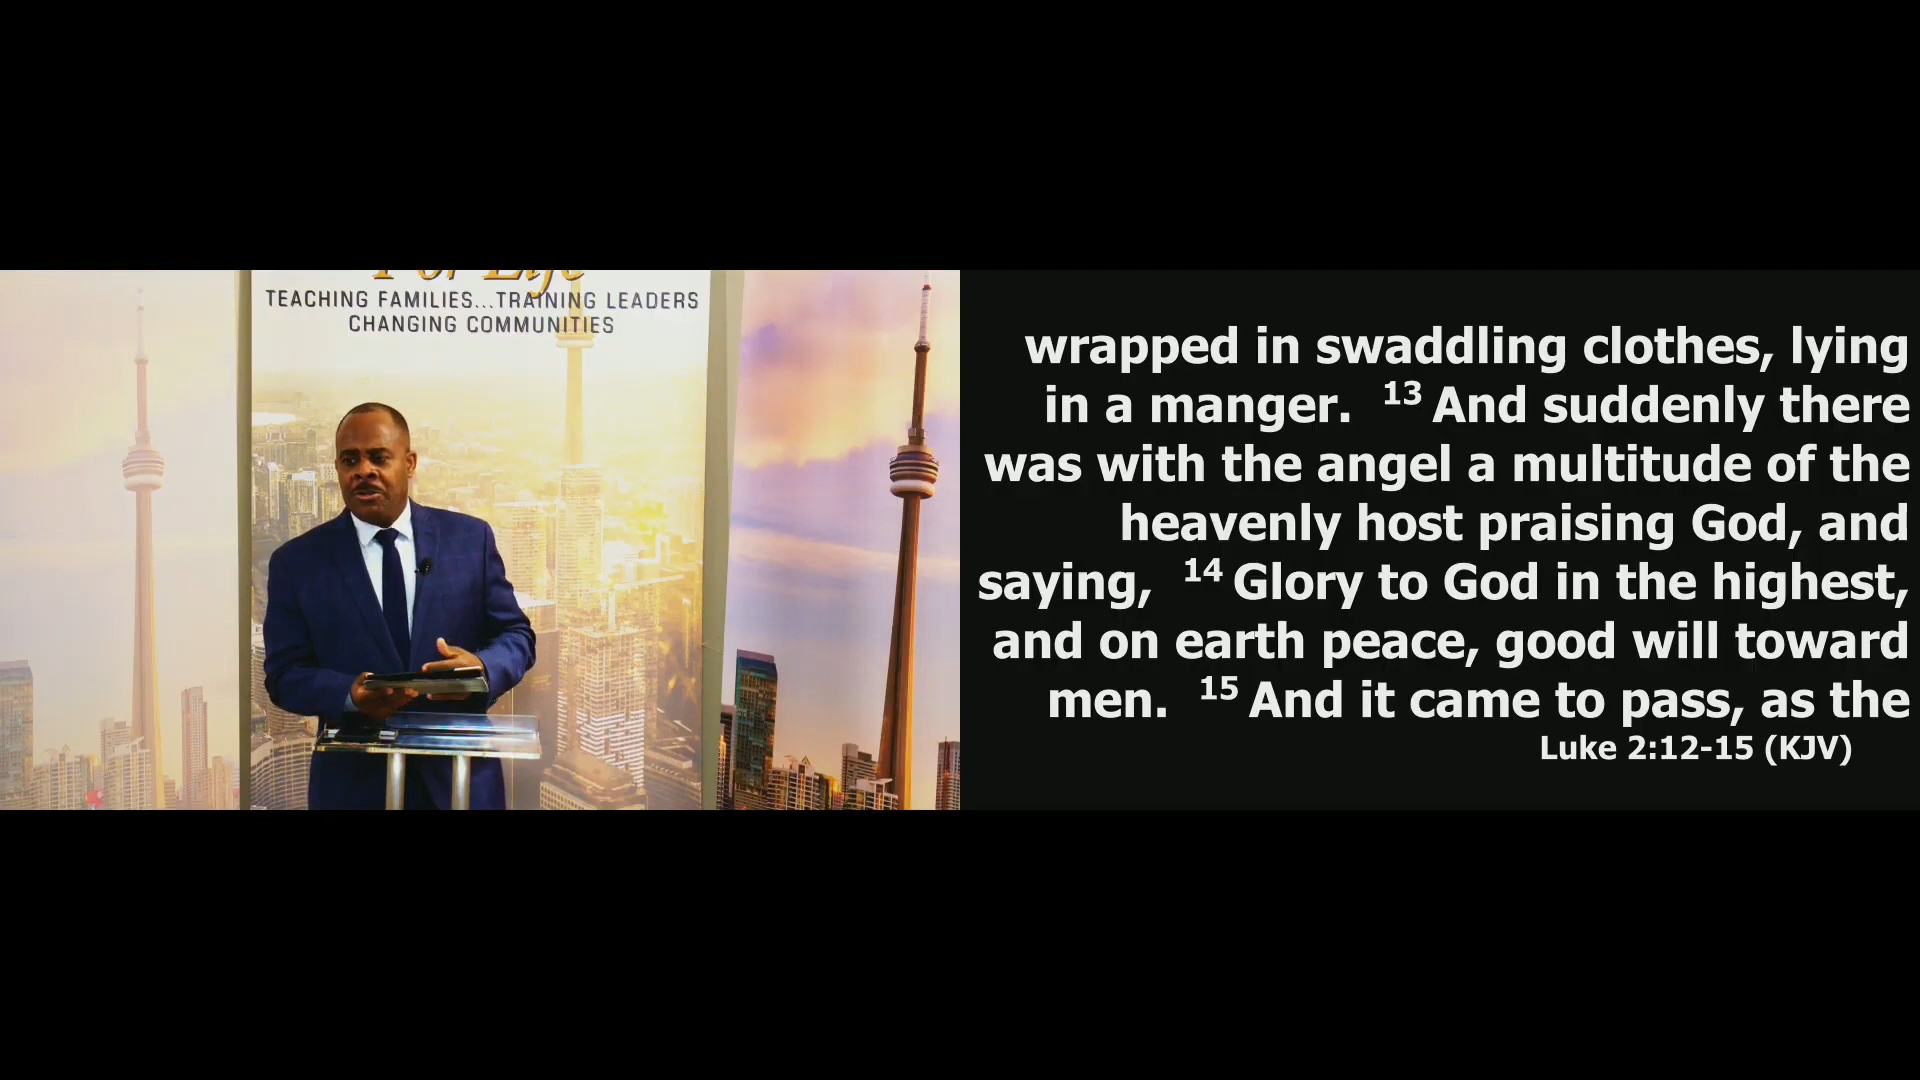 For Life
TEACHING FAMILIES...TRAINING LEADERS
CHANGING COMMUNITIES
wrapped in swaddling clothes, lying
in a manger. 13 And suddenly there
was with the angel a multitude of the
heavenly host praising God, and
saying, 14 Glory to God in the highest,
and on earth peace, good will toward
men. 15 And it came to pass, as the
Luke 2:12-15 (KJV)